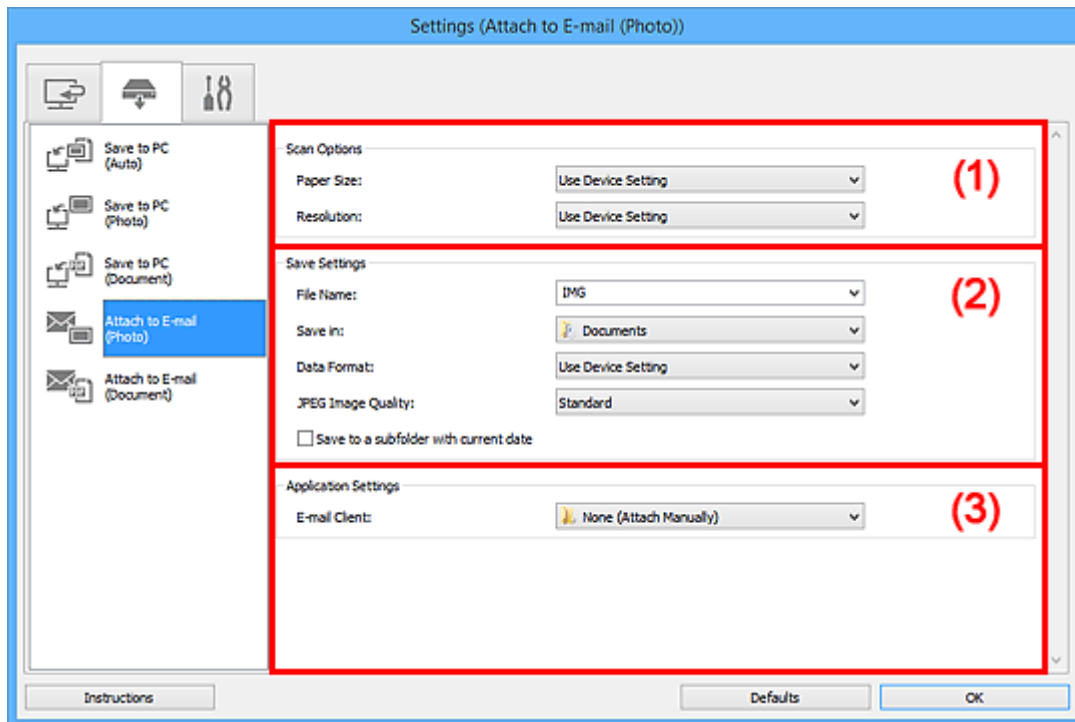 Settings (Attach to E-mail (Photo))
Save to PC
(Auto)
Save to PC
(Photo)
Save to PC
(Document)
Attach to E-mail
(Photo)
Attach to E-mail
(Document)
Scan Options
(1)
Paper Size:
Use Device Setting
Resolution:
Use Device Setting
Save Settings
(2)
File Name:
IMG
Save in:
Documents
Data Format:
Use Device Setting
JPEG Image Quality:
Standard
Save to a subfolder with current date
Application Settings
(3)
E-mail Client:
None (Attach Manually)
Instructions
Defaults
OK